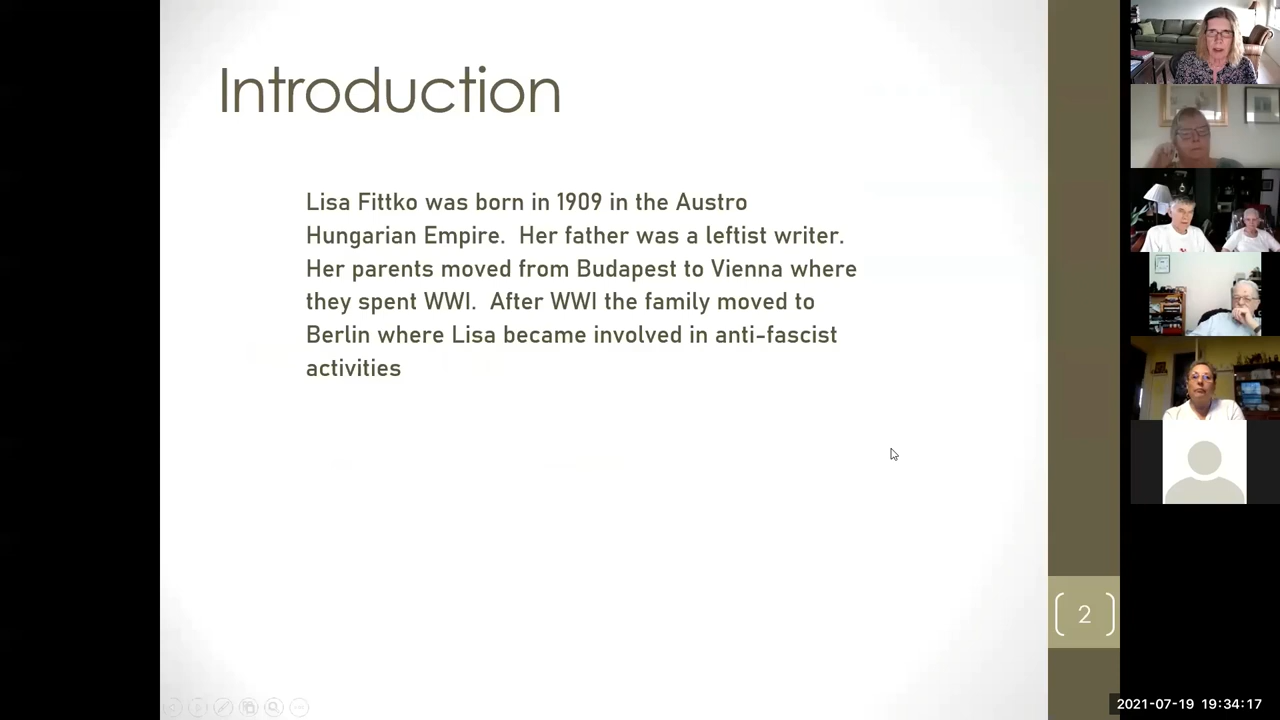 Introduction
Lisa Fittko was born in 1909 in the Austro
Hungarian Empire.  Her father was a leftist writer.
Her parents moved from Budapest to Vienna where
they spent WWI.  After WWI the family moved to
Berlin where Lisa became involved in anti-fascist
activities
2
2021-07-19 19:34:17